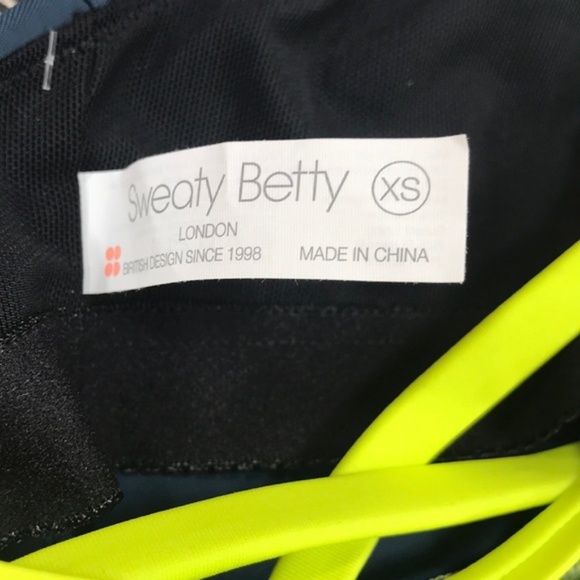 Sweaty Betty XS
LONDON
BRITISH DESIGN SINCE 1998 MADE IN CHINA